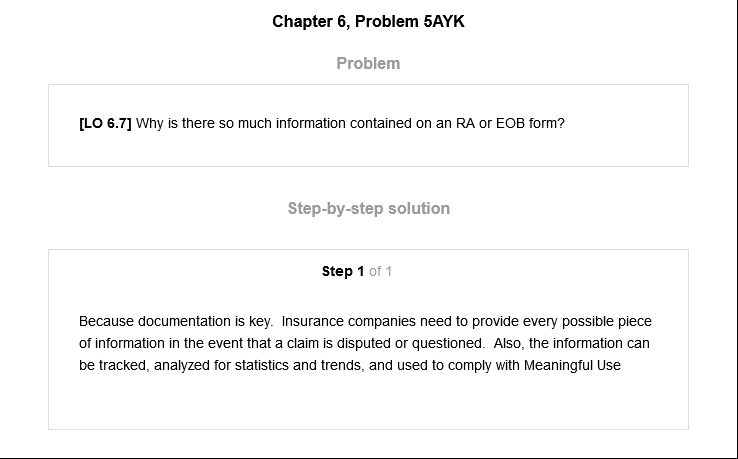 Chapter 6, Problem 5AYK
Problem
[LO 6.7] Why is there so much information contained on an RA or EOB form?
Step-by-step solution
Step 1 of 1
Because documentation is key.  Insurance companies need to provide every possible piece
of information in the event that a claim is disputed or questioned.  Also, the information can
be tracked, analyzed for statistics and trends, and used to comply with Meaningful Use